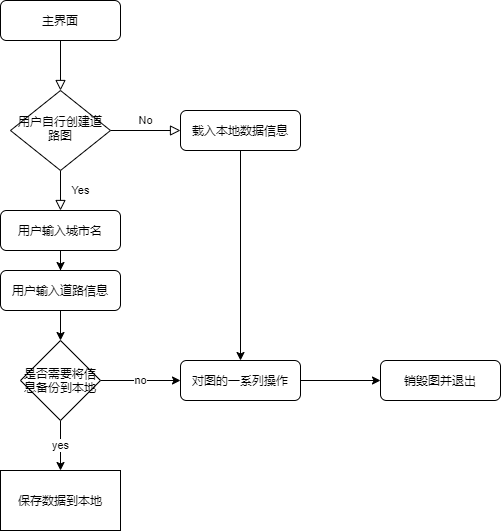 主界面
用户自行创建道
路图
No
载入本地数据信息
Yes
用户输入城市名
用户输入道路信息
是否需要将信
息备份到本地
no
对图的一系列操作
销毁图并退出
yes
保存数据到本地